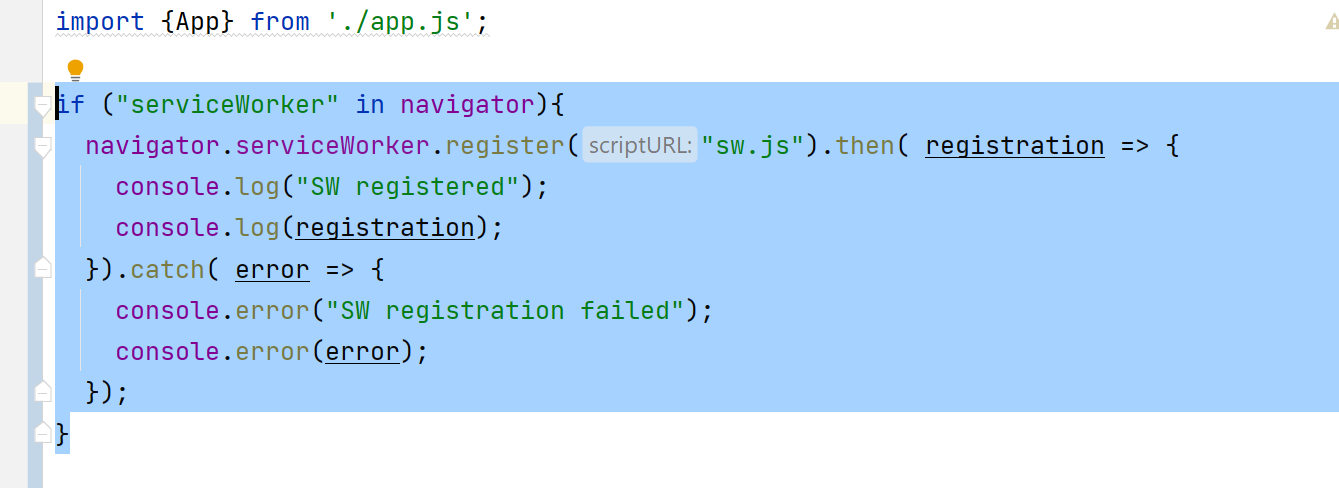 import {App} from './app.js';
if ("serviceWorker" in navigator){
navigator.serviceWorker.register( scriptURL: "sw.js").then( registration => {
console.log("SW registered");
console.log(registration);
}).catch( error => {
console.error("SW registration failed");
console.error(error);
});
}